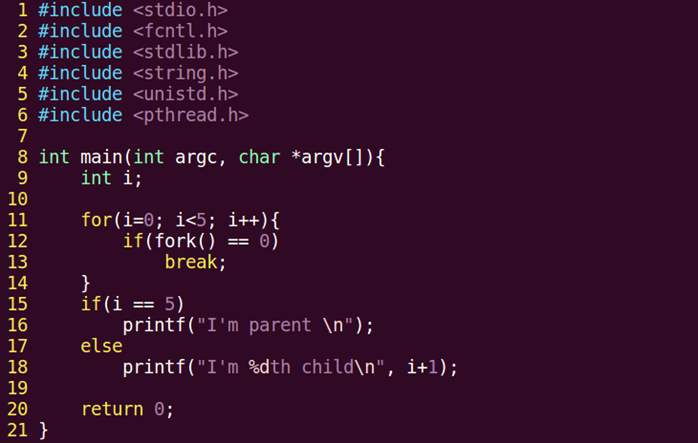 1 #include <stdio.h>
2 #include <fcntl.h>
3 #include <stdlib.h>
4 #include <string.h>
5 #include <unistd.h>
6 #include <pthread.h>
7
8 int main(int argc, char *argv[]){
9     int i;
10
11     for(i=0; i<5; i++){
12         if(fork() == 0)
13             break;
14     }
15     if(i == 5)
16         printf("I'm parent \n");
17     else
18         printf("I'm %dth child\n", i+1);
19
20     return 0;
21 }